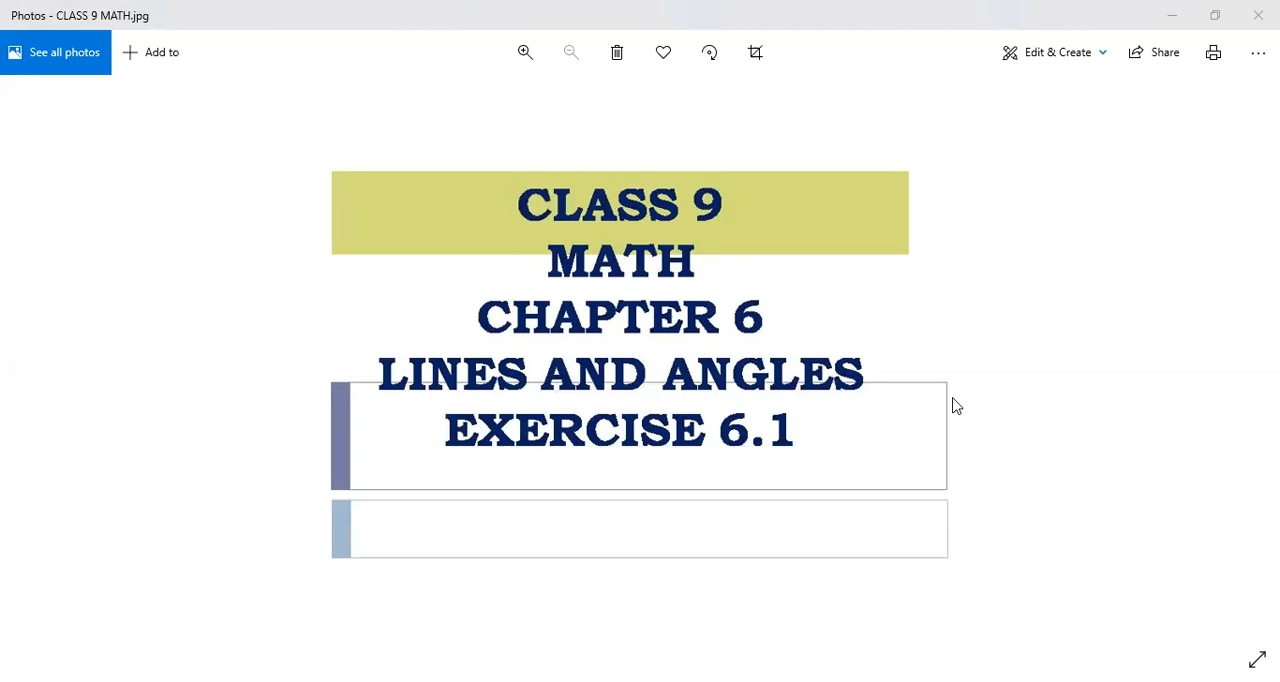 Photos - CLASS 9 MATH.jpg
See all photos
Add to
Edit & Create
Share
CLASS 9
MATH
CHAPTER 6
LINES AND ANGLES
EXERCISE 6.1